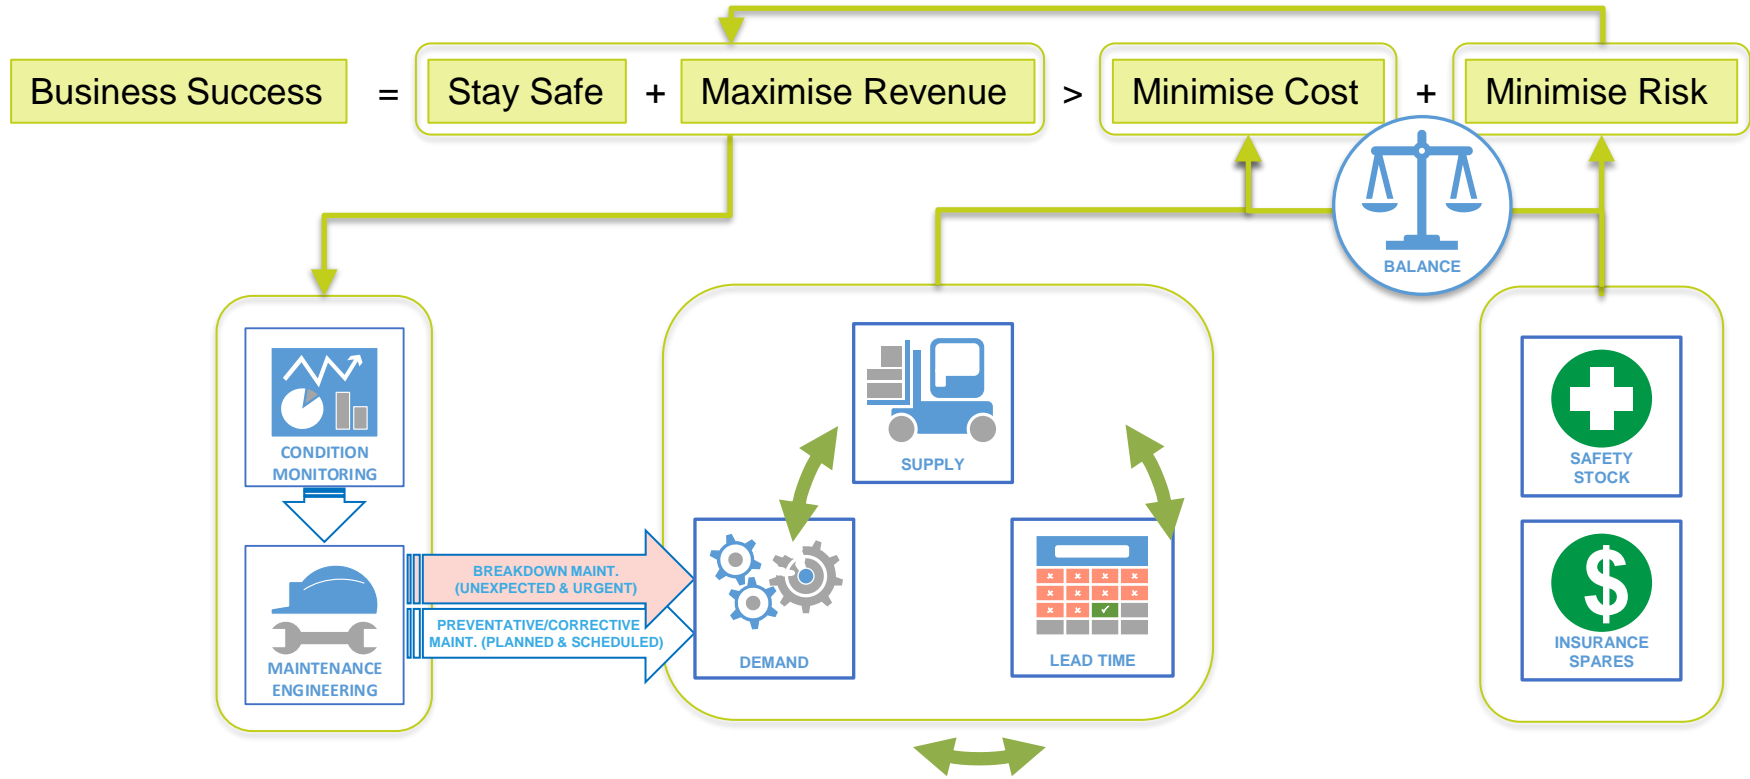 Business Success = Stay Safe + Maximise Revenue > Minimise Cost + Minimise Risk
BALANCE
CONDITION
MONITORING
SUPPLY
SAFETY
STOCK
BREAKDOWN MAINT.
(UNEXPECTED & URGENT)
PREVENTATIVE/CORRECTIVE
MAINT. (PLANNED & SCHEDULED)
MAINTENANCE
ENGINEERING
DEMAND
LEAD TIME
$
INSURANCE
SPARES